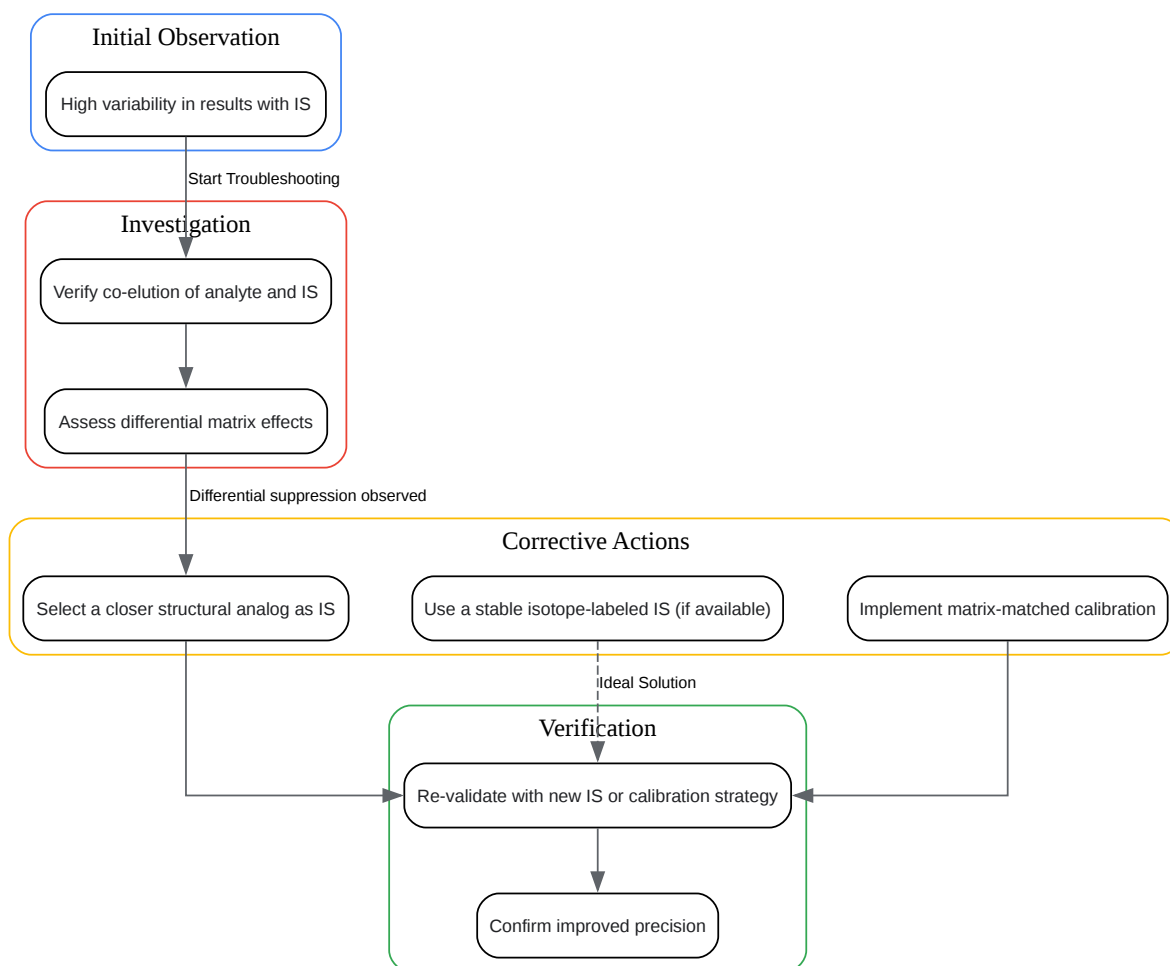 Initial Observation
High variability in results with IS
Start Troubleshooting
Investigation
Verify co-elution of analyte and IS
Assess differential matrix effects
Differential suppression observed
Corrective Actions
Select a closer structural analog as IS
Use a stable isotope-labeled IS (if available)
Implement matrix-matched calibration
Ideal Solution
Verification
Re-validate with new IS or calibration strategy
Confirm improved precision